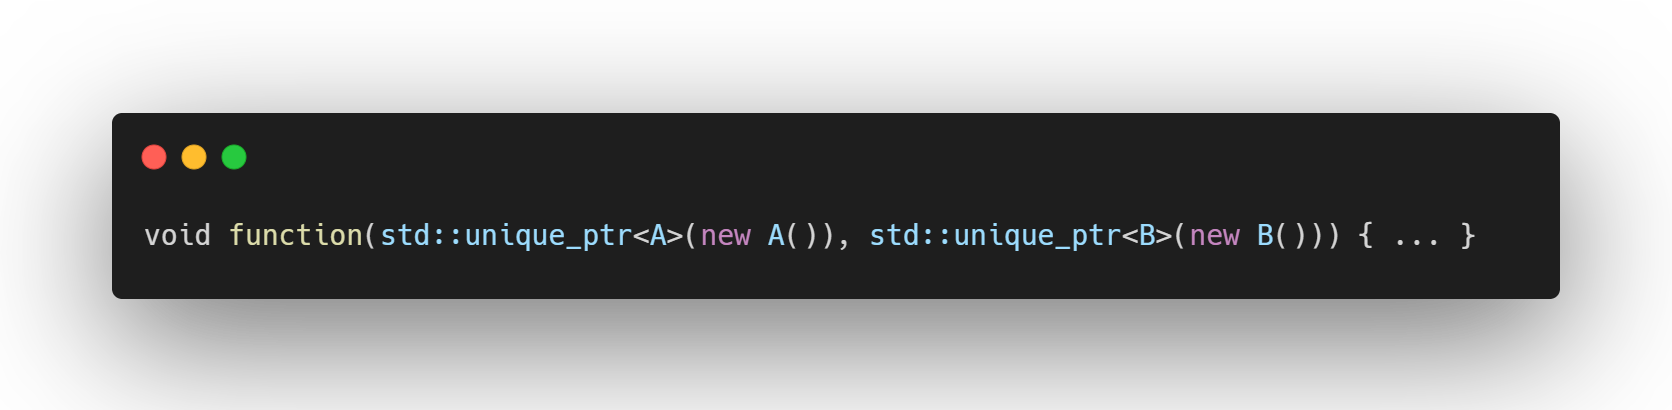 void function(std::unique_ptr<A>(new A()), std::unique_ptr<B>(new B())) { ... }